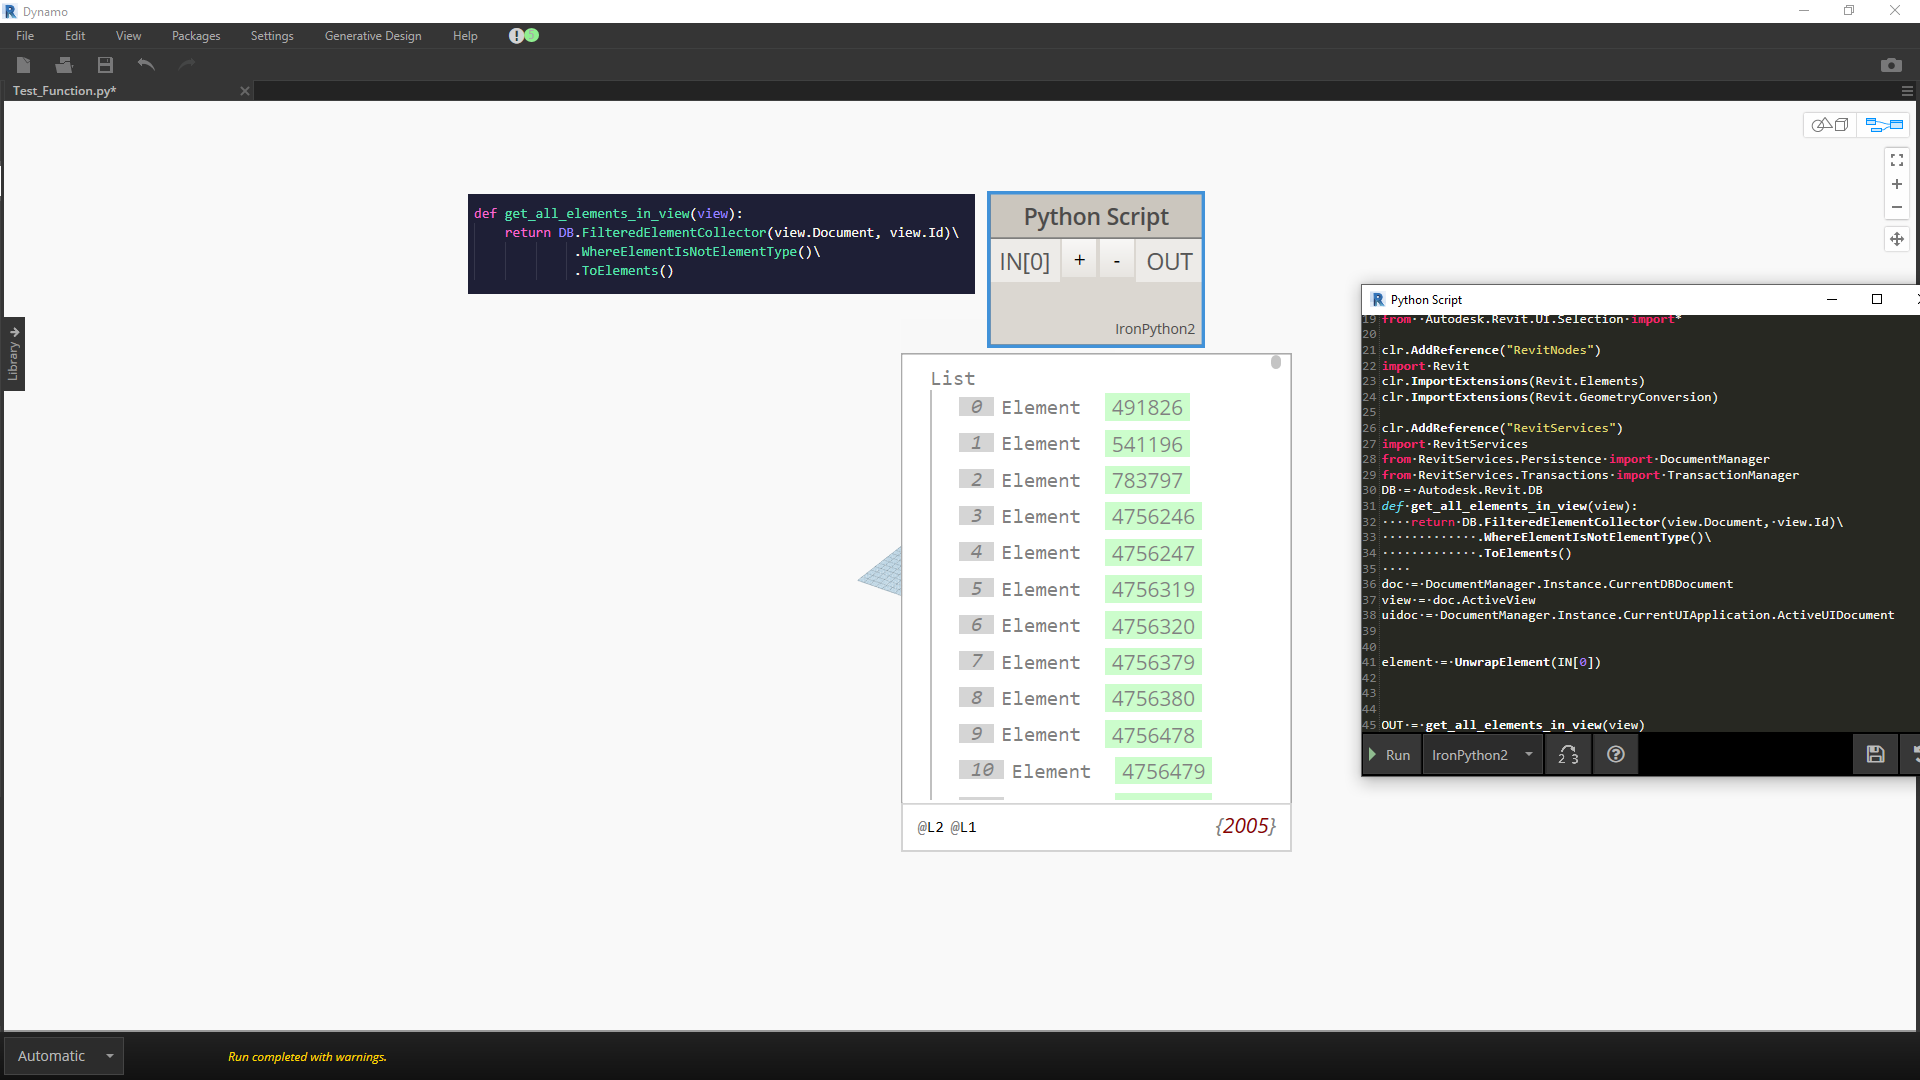 Dynamo
File Edit View Packages Settings Generative Design Help
Test_Function.py*
def get_all_elements_in_view(view):
return DB.FilteredElementCollector(view.Document, view.Id)\
.WhereElementIsNotElementType()\
.ToElements()
Python Script
IN[0] + - OUT
IronPython2
Library
List
0 Element 491826
1 Element 541196
2 Element 783797
3 Element 4756246
4 Element 4756247
5 Element 4756319
6 Element 4756320
7 Element 4756379
8 Element 4756380
9 Element 4756478
10 Element 4756479
@L2 @L1 {2005}
Python Script
19 from··Autodesk.Revit.UI.Selection·import*
20
21 clr.AddReference("RevitNodes")
22 import·Revit
23 clr.ImportExtensions(Revit.Elements)
24 clr.ImportExtensions(Revit.GeometryConversion)
25
26 clr.AddReference("RevitServices")
27 import·RevitServices
28 from·RevitServices.Persistence·import·DocumentManager
29 from·RevitServices.Transactions·import·TransactionManager
30 DB·=·Autodesk.Revit.DB
31 def·get_all_elements_in_view(view):
32 ····return·DB.FilteredElementCollector(view.Document,·view.Id)\
33 ·············.WhereElementIsNotElementType()\
34 ·············.ToElements()
35 ····
36 doc·=·DocumentManager.Instance.CurrentDBDocument
37 view·=·doc.ActiveView
38 uidoc·=·DocumentManager.Instance.CurrentUIApplication.ActiveUIDocument
39
40
41 element·=·UnwrapElement(IN[0])
42
43
44
45 OUT·=·get_all_elements_in_view(view)
Run IronPython2 2 3
Automatic
Run completed with warnings.